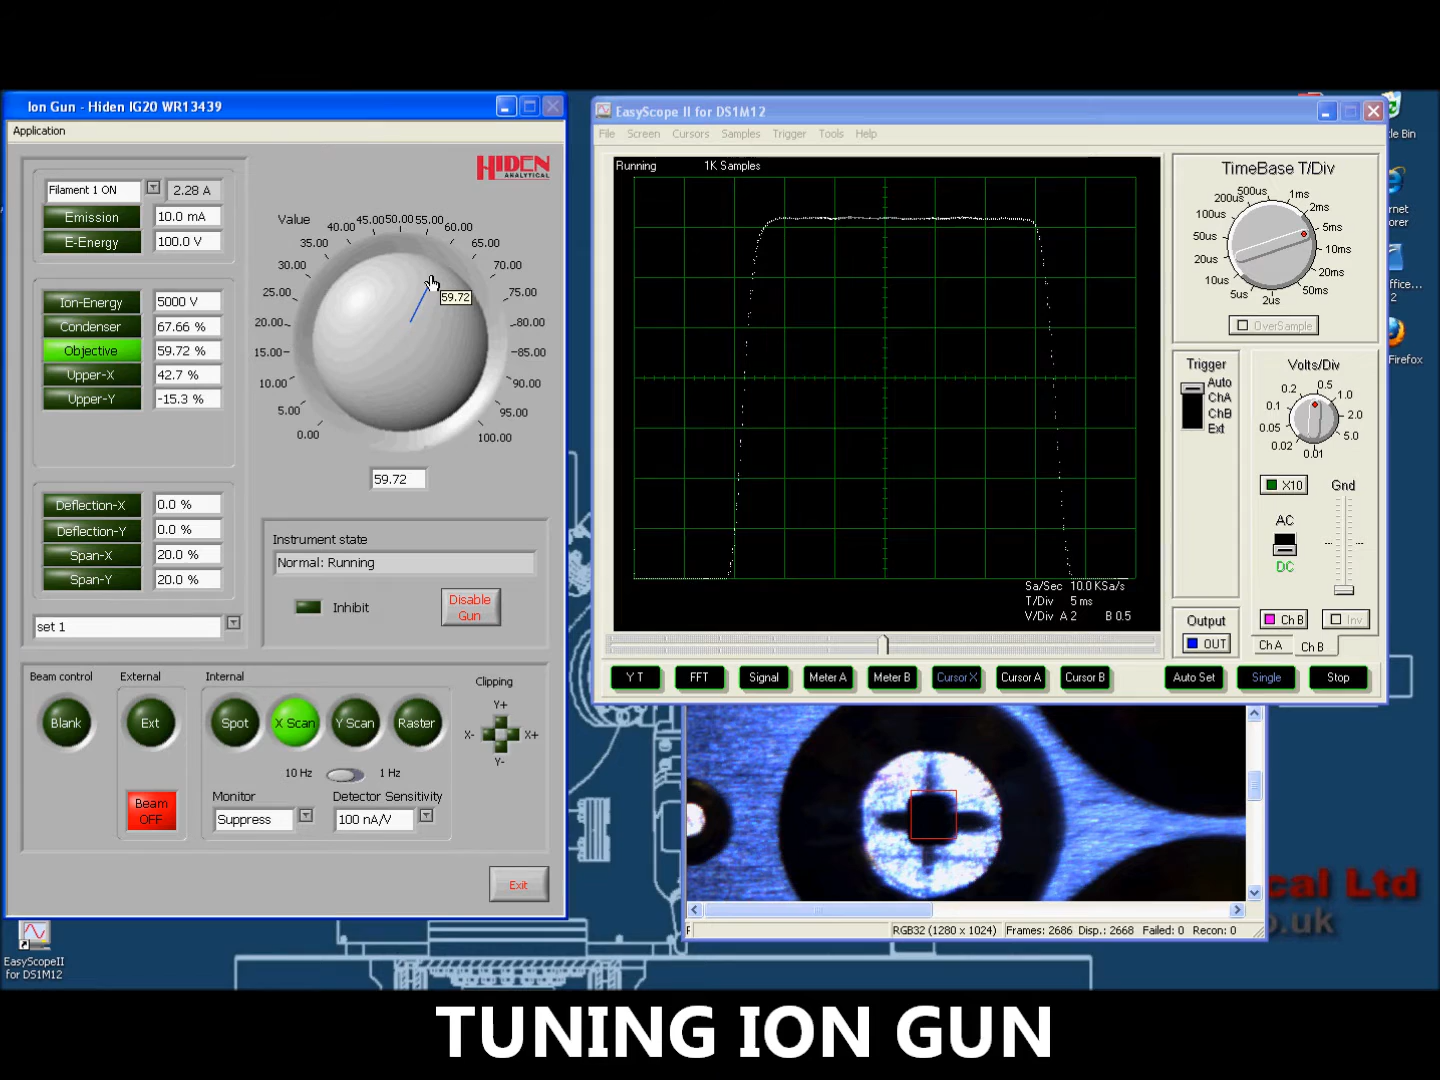 Ion Gun - Hiden IG20 WR13439
Application
HIDEN
ANALYTICAL
Filament 1 ON
2.28 A
Emission
10.0 mA
E-Energy
100.0 V
Ion-Energy
5000 V
Condenser
67.66 %
Objective
59.72 %
Upper-X
42.7 %
Upper-Y
-15.3 %
Deflection-X
0.0 %
Deflection-Y
0.0 %
Span-X
20.0 %
Span-Y
20.0 %
set 1
Value
0.00
5.00
10.00
15.00
20.00
25.00
30.00
35.00
40.00
45.00
50.00
55.00
60.00
65.00
70.00
75.00
80.00
85.00
90.00
95.00
100.00
59.72
59.72
Instrument state
Normal: Running
Inhibit
Disable
Gun
Beam control
External
Internal
Blank
Ext
Spot
X Scan
Y Scan
Raster
Clipping
Y+
X-
X+
Y-
10 Hz
1 Hz
Beam
OFF
Monitor
Suppress
Detector Sensitivity
100 nA/V
Exit
EasyScope II for DS1M12
File Screen Cursors Samples Trigger Tools Help
Running 1K Samples
Sa/Sec 10.0 KSa/s
T/Div 5 ms
V/Div A 2 B 0.5
TimeBase T/Div
500us
1ms
200us
2ms
100us
5ms
50us
10ms
20us
20ms
10us
50ms
5us
2us
OverSample
Trigger
Auto
ChA
ChB
Ext
Volts/Div
0.2
0.5
0.1
1.0
0.05
2.0
0.02
5.0
0.01
X10
Gnd
AC
DC
Output
OUT
Ch B
Inv
Ch A
Ch B
Y T
FFT
Signal
Meter A
Meter B
Cursor X
Cursor A
Cursor B
Auto Set
Single
Stop
RGB32 (1280 x 1024)
Frames: 2686 Disp.: 2668 Failed: 0 Recon: 0
cle Bin
rnet
orer
ffice...
2
Firefox
cal Ltd
o.uk
EasyScopeII
for DS1M12
TUNING ION GUN